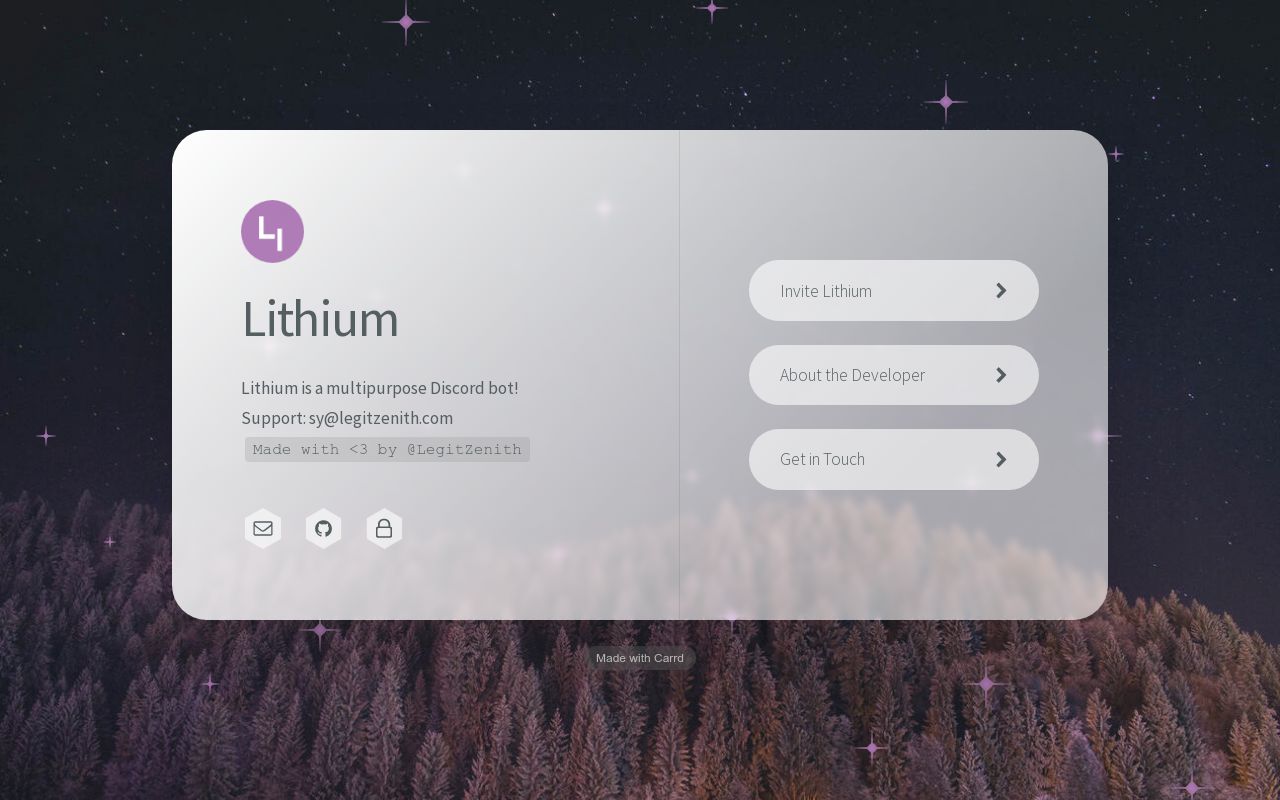 LI
Lithium
Lithium is a multipurpose Discord bot!
Support: sy@legitzenith.com
Made with <3 by @LegitZenith
Invite Lithium
About the Developer
Get in Touch
Made with Carrd